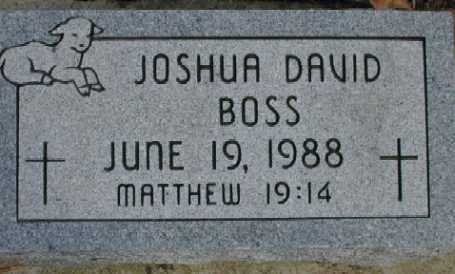 JOSHUA DAVID
BOSS
JUNE 19, 1988
MATTHEW 19:14